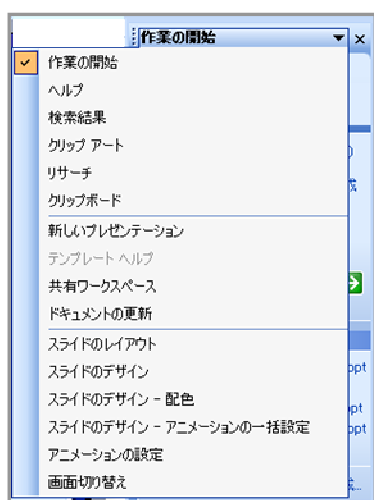 作業の開始
作業の開始
ヘルプ
検索結果
クリップ アート
リサーチ
クリップボード
新しいプレゼンテーション
テンプレート ヘルプ
共有ワークスペース
ドキュメントの更新
スライドのレイアウト
スライドのデザイン
opt
スライドのデザイン - 配色
opt
スライドのデザイン - アニメーションの一括設定
opt
アニメーションの設定
画面切り替え